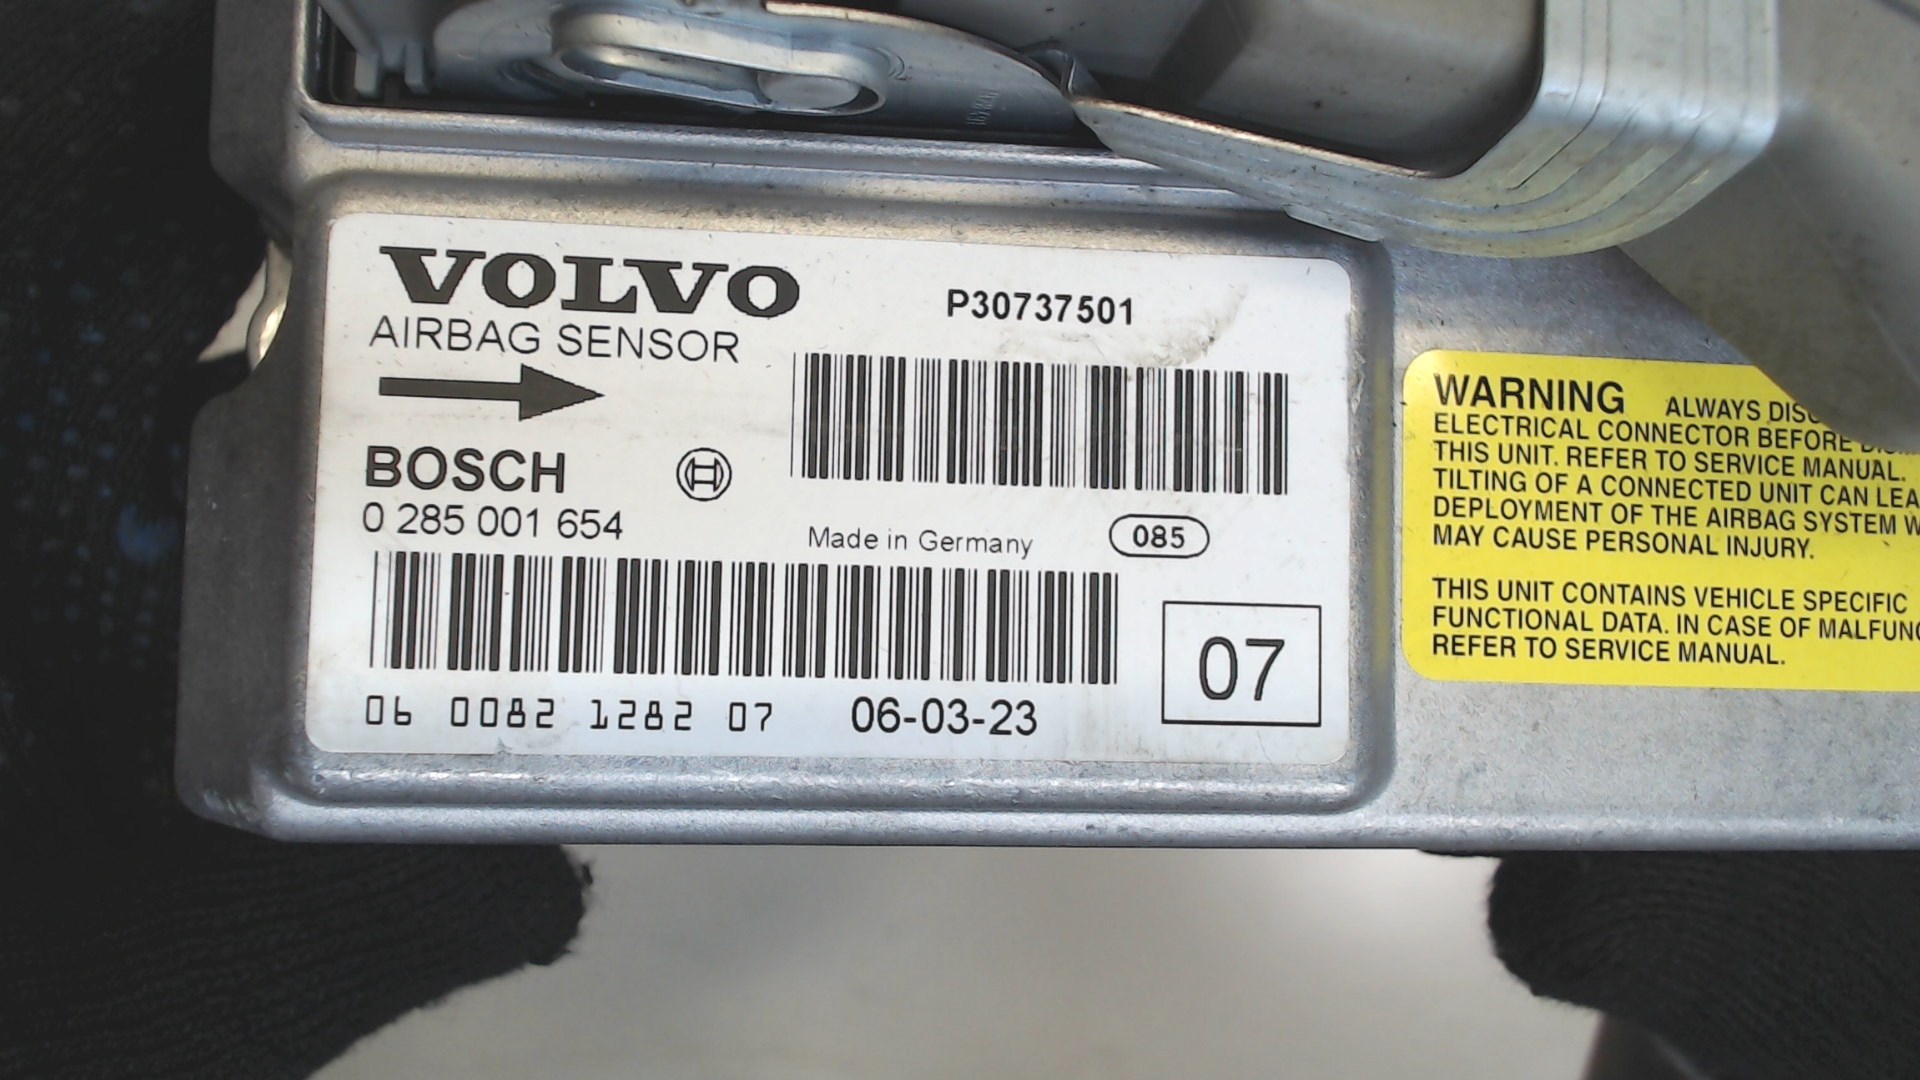 VOLVO
P30737501
AIRBAG SENSOR
BOSCH
0 285 001 654
Made in Germany
085
07
06 0082 1282 07
06-03-23
WARNING ALWAYS
ELECTRICAL CONNECTOR BEFORE
THIS UNIT. REFER TO SERVICE MANUAL.
TILTING OF A CONNECTED UNIT CAN
DEPLOYMENT OF THE AIRBAG SYSTEM
MAY CAUSE PERSONAL INJURY.
THIS UNIT CONTAINS VEHICLE SPECIFIC
FUNCTIONAL DATA. IN CASE OF
REFER TO SERVICE MANUAL.